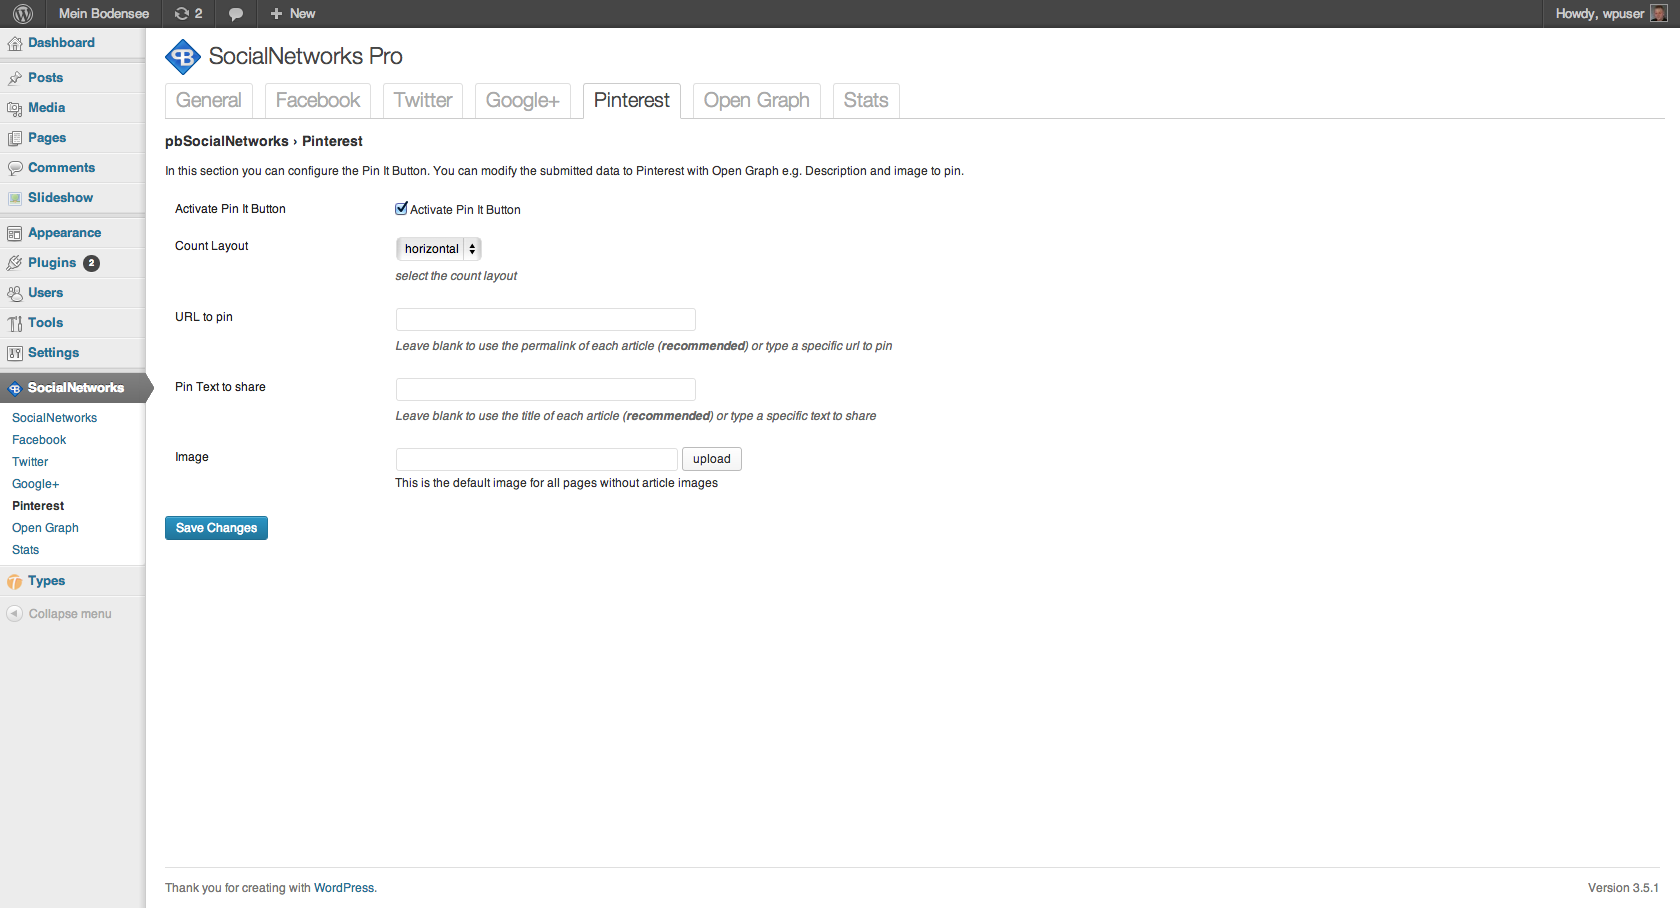 Mein Bodensee
2
New
Howdy, wpuser
Dashboard
Posts
Media
Pages
Comments
Slideshow
Appearance
Plugins 2
Users
Tools
Settings
SocialNetworks
SocialNetworks
Facebook
Twitter
Google+
Pinterest
Open Graph
Stats
Types
Collapse menu
SocialNetworks Pro
General Facebook Twitter Google+ Pinterest Open Graph Stats
pbSocialNetworks › Pinterest
In this section you can configure the Pin It Button. You can modify the submitted data to Pinterest with Open Graph e.g. Description and image to pin.
Activate Pin It Button Activate Pin It Button
Count Layout horizontal
select the count layout
URL to pin
Leave blank to use the permalink of each article (recommended) or type a specific url to pin
Pin Text to share
Leave blank to use the title of each article (recommended) or type a specific text to share
Image upload
This is the default image for all pages without article images
Save Changes
Thank you for creating with WordPress.
Version 3.5.1